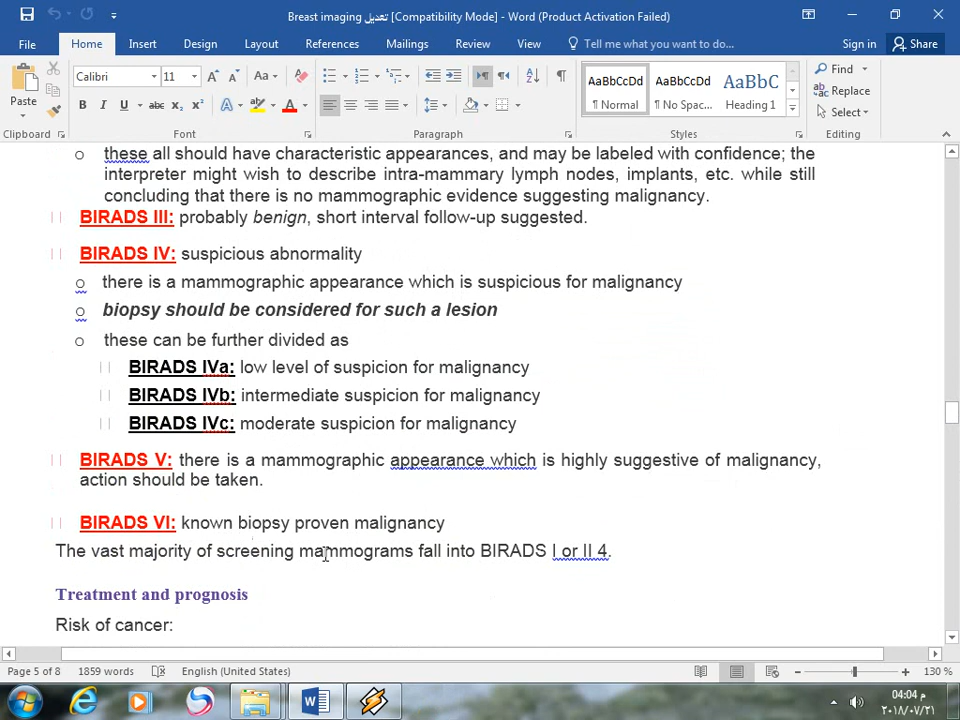 Breast imaging تعديل [Compatibility Mode] - Word (Product Activation Failed)
File Home Insert Design Layout References Mailings Review View Tell me what you want to do... Sign in Share
Calibri 11 Aa Find
AaBbCcDd AaBbCcDd AaBbC Replace
Paste B I U abc x₂ x² A A ¶ Normal ¶ No Spac... Heading 1 Select
Clipboard Font Paragraph Styles Editing
o these all should have characteristic appearances, and may be labeled with confidence; the
interpreter might wish to describe intra-mammary lymph nodes, implants, etc. while still
concluding that there is no mammographic evidence suggesting malignancy.
BIRADS III: probably benign, short interval follow-up suggested.
BIRADS IV: suspicious abnormality
o there is a mammographic appearance which is suspicious for malignancy
o biopsy should be considered for such a lesion
o these can be further divided as
BIRADS IVa: low level of suspicion for malignancy
BIRADS IVb: intermediate suspicion for malignancy
BIRADS IVc: moderate suspicion for malignancy
BIRADS V: there is a mammographic appearance which is highly suggestive of malignancy,
action should be taken.
BIRADS VI: known biopsy proven malignancy
The vast majority of screening mammograms fall into BIRADS I or II 4.
Treatment and prognosis
Risk of cancer:
Page 5 of 8 1859 words English (United States) 130 %
م 04:04
٢٠١٨/٠٧/٢١